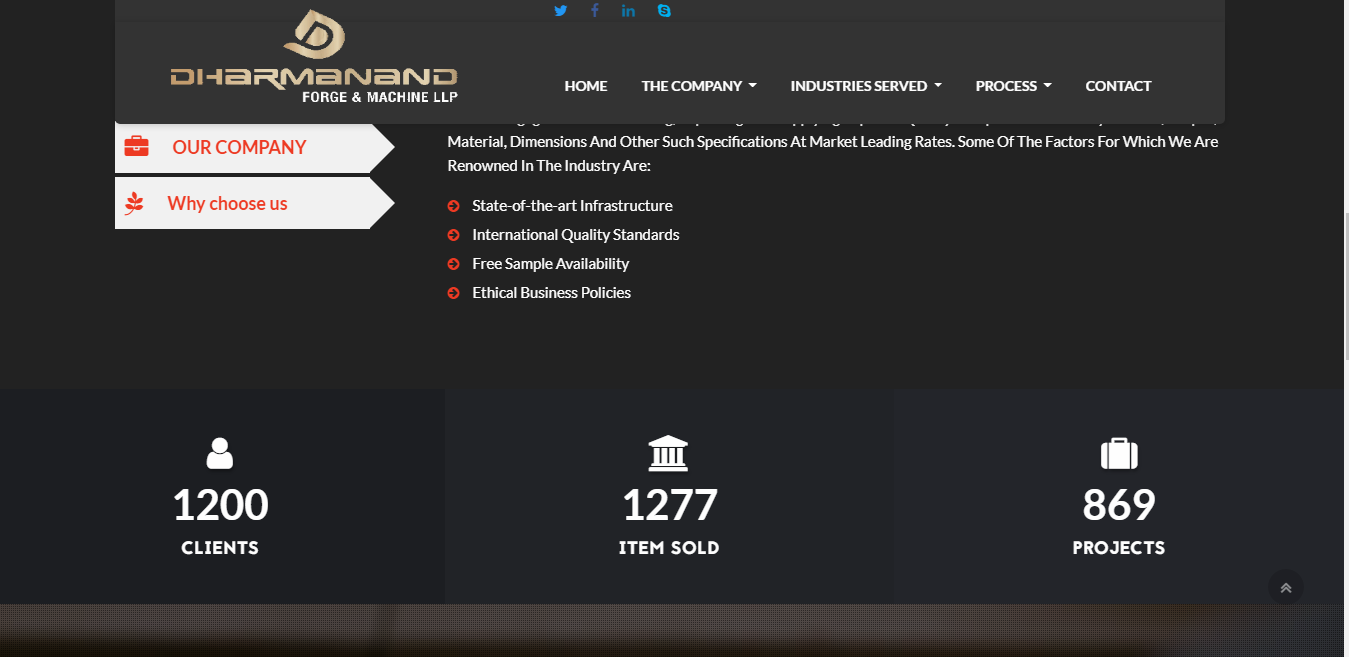 DHARMANAND
FORGE & MACHINE LLP
HOME THE COMPANY INDUSTRIES SERVED PROCESS CONTACT
OUR COMPANY
Why choose us
Material, Dimensions And Other Such Specifications At Market Leading Rates. Some Of The Factors For Which We Are
Renowned In The Industry Are:
State-of-the-art Infrastructure
International Quality Standards
Free Sample Availability
Ethical Business Policies
1200
CLIENTS
1277
ITEM SOLD
869
PROJECTS